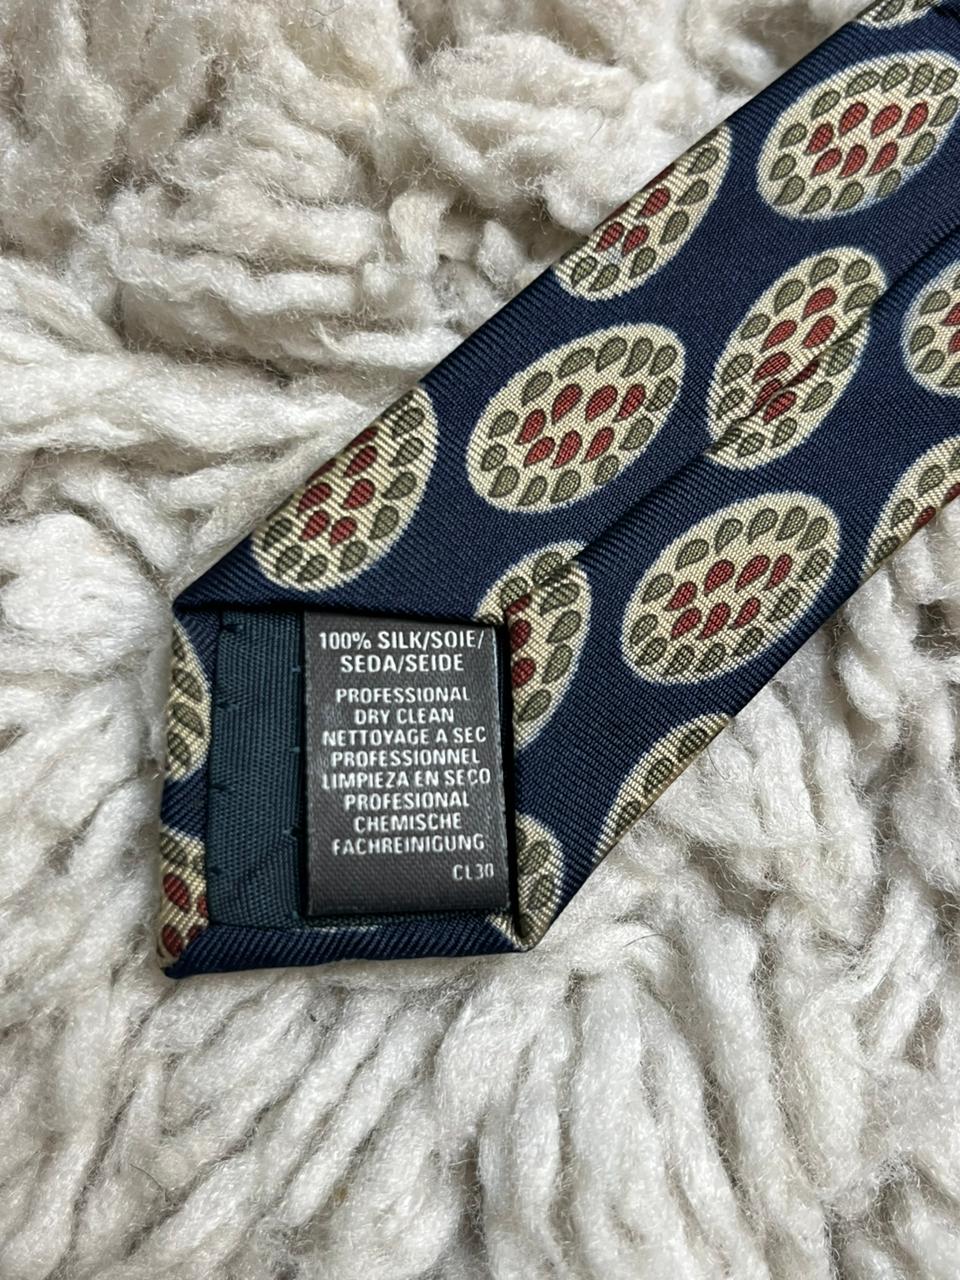 100% SILK/SOIE/
SEDA/SEIDE
PROFESSIONAL
DRY CLEAN
NETTOYAGE A SEC
PROFESSIONNEL
LIMPIEZA EN SECO
PROFESIONAL
CHEMISCHE
FACHREINIGUNG
CL30